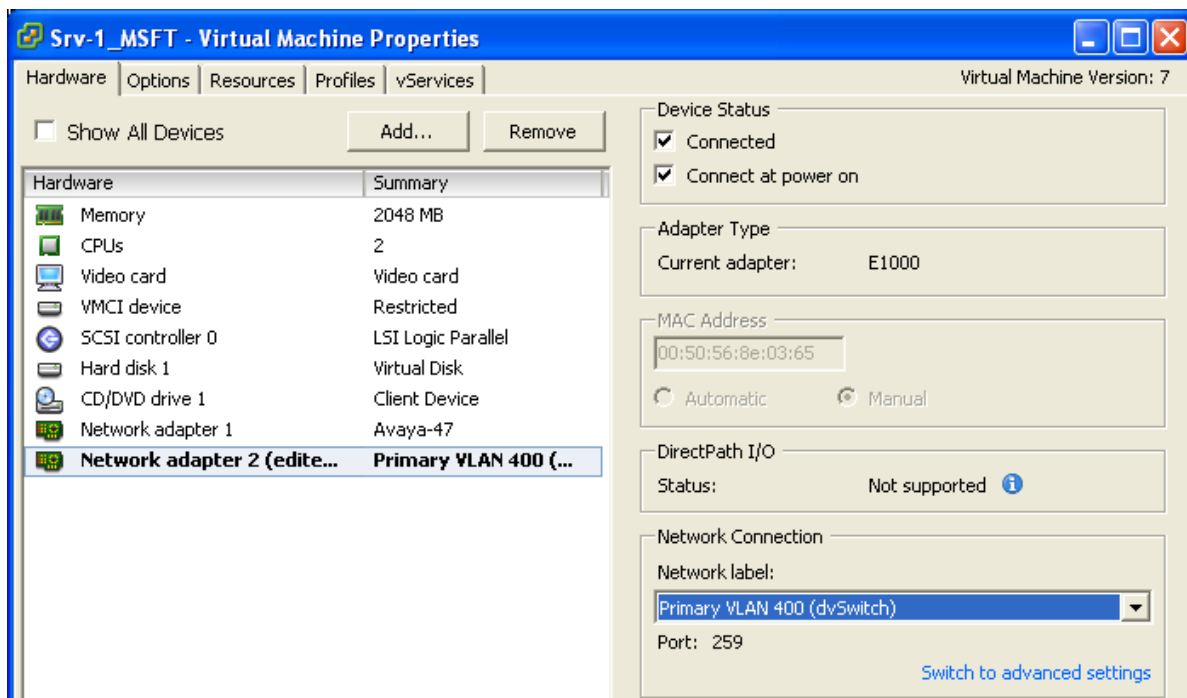 Srv-1_MSFT - Virtual Machine Properties
Hardware Options Resources Profiles vServices Virtual Machine Version: 7
Show All Devices Add... Remove
Hardware Summary
Memory 2048 MB
CPUs 2
Video card Video card
VMCI device Restricted
SCSI controller 0 LSI Logic Parallel
Hard disk 1 Virtual Disk
CD/DVD drive 1 Client Device
Network adapter 1 Avaya-47
Network adapter 2 (edite... Primary VLAN 400 (...
Device Status
Connected
Connect at power on
Adapter Type
Current adapter: E1000
MAC Address
00:50:56:8e:03:65
Automatic Manual
DirectPath I/O
Status: Not supported
Network Connection
Network label:
Primary VLAN 400 (dvSwitch)
Port: 259
Switch to advanced settings